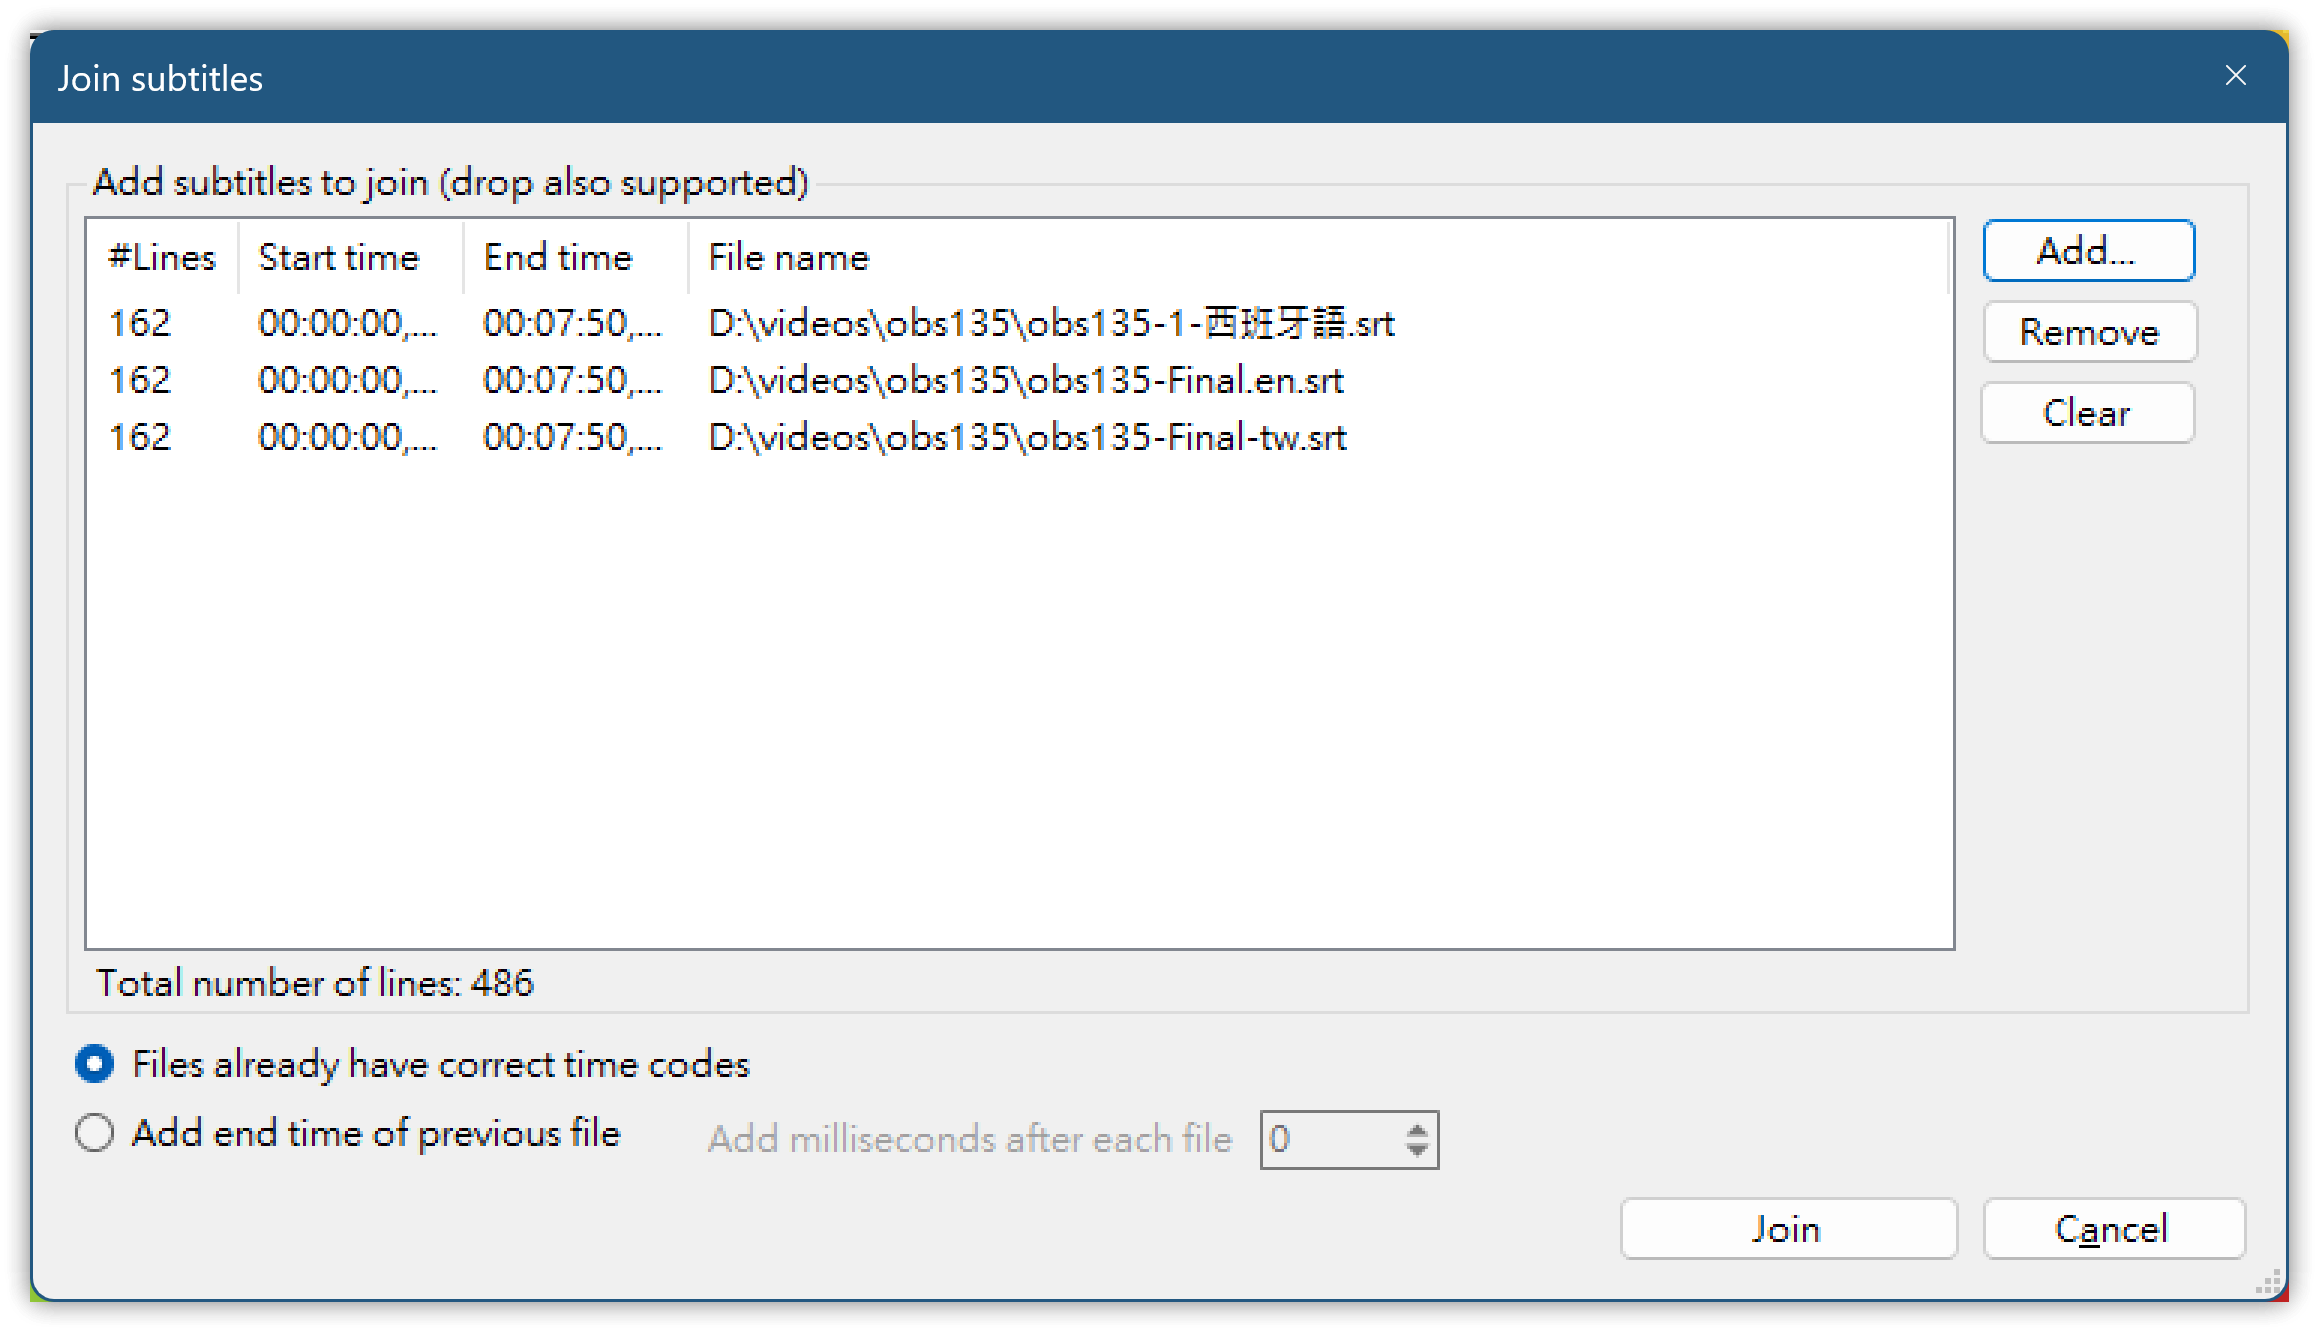 Join subtitles
Add subtitles to join (drop also supported)
#Lines Start time End time File name
162 00:00:00,... 00:07:50,... D:\videos\obs135\obs135-1-西班牙語.srt
162 00:00:00,... 00:07:50,... D:\videos\obs135\obs135-Final.en.srt
162 00:00:00,... 00:07:50,... D:\videos\obs135\obs135-Final-tw.srt
Add...
Remove
Clear
Total number of lines: 486
Files already have correct time codes
Add end time of previous file Add milliseconds after each file 0
Join Cancel